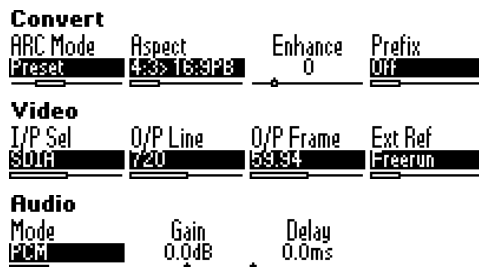 Convert
ARC Mode Aspect Enhance Prefix
Preset 4:3> 16:9PB 0 Off
Video
I/P Sel O/P Line O/P Frame Ext Ref
SDIA 720 59.94 Freerun
Audio
Mode Gain Delay
PCM 0.0dB 0.0ms